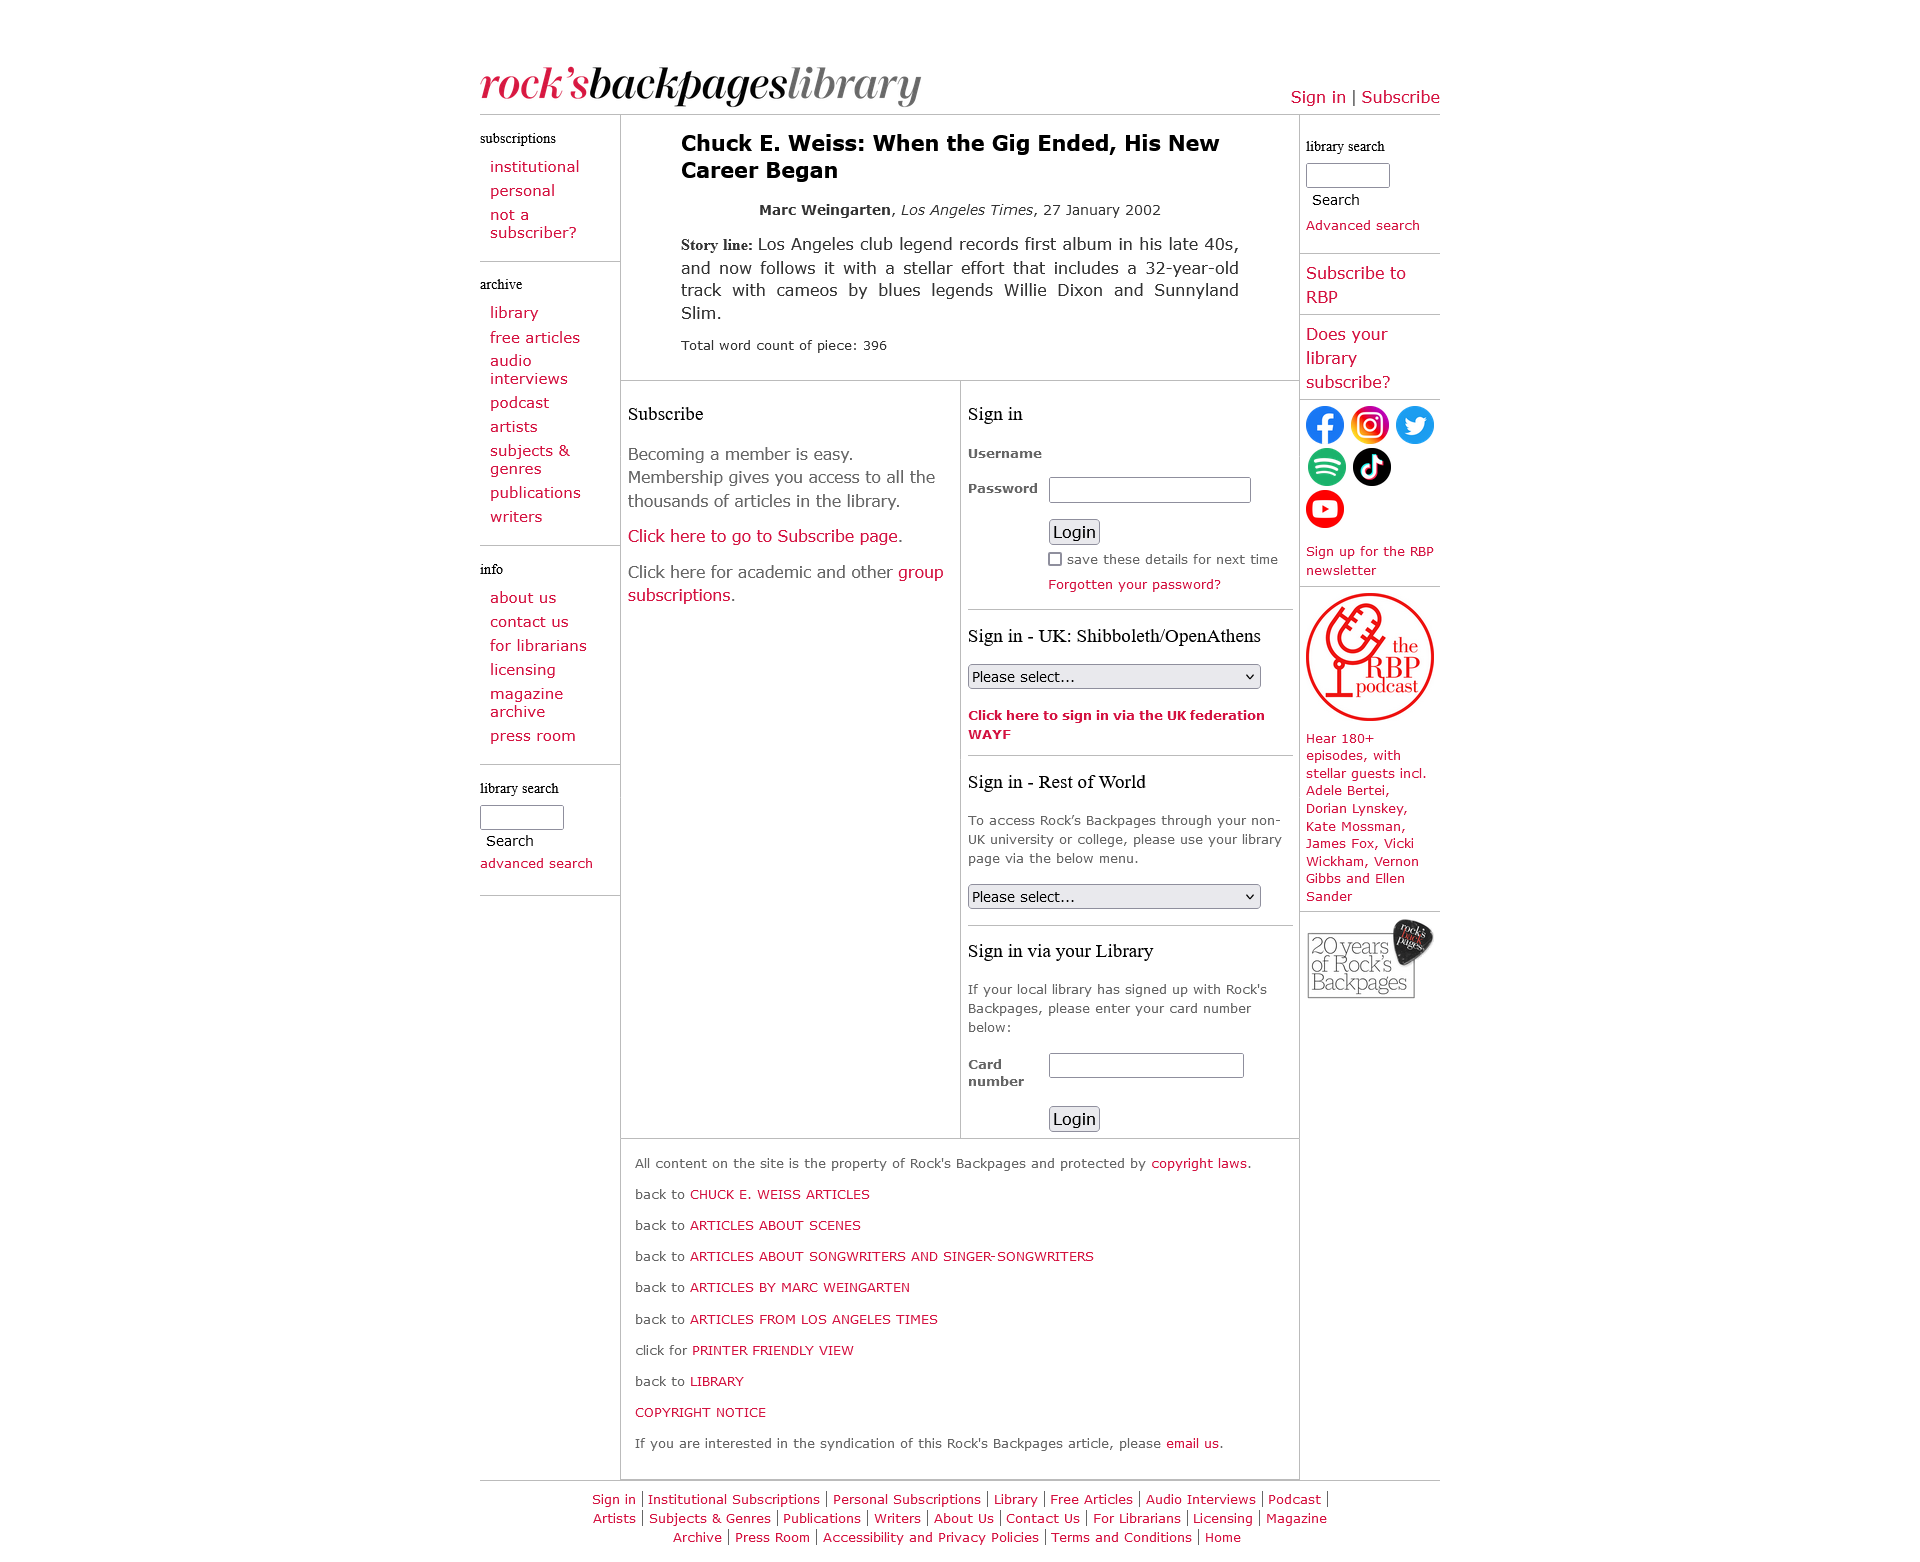 rock'sbackpageslibrary
Sign in | Subscribe
subscriptions
institutional
personal
not a
subscriber?
archive
library
free articles
audio
interviews
podcast
artists
subjects &
genres
publications
writers
info
about us
contact us
for librarians
licensing
magazine
archive
press room
library search
Search
advanced search
Chuck E. Weiss: When the Gig Ended, His New
Career Began
Marc Weingarten, Los Angeles Times, 27 January 2002
Story line: Los Angeles club legend records first album in his late 40s,
and now follows it with a stellar effort that includes a 32-year-old
track with cameos by blues legends Willie Dixon and Sunnyland
Slim.
Total word count of piece: 396
Subscribe
Becoming a member is easy.
Membership gives you access to all the
thousands of articles in the library.
Click here to go to Subscribe page.
Click here for academic and other group
subscriptions.
Sign in
Username
Password
Login
save these details for next time
Forgotten your password?
Sign in - UK: Shibboleth/OpenAthens
Please select...
Click here to sign in via the UK federation
WAYF
Sign in - Rest of World
To access Rock’s Backpages through your non-
UK university or college, please use your library
page via the below menu.
Please select...
Sign in via your Library
If your local library has signed up with Rock's
Backpages, please enter your card number
below:
Card
number
Login
library search
Search
Advanced search
Subscribe to
RBP
Does your
library
subscribe?
Sign up for the RBP
newsletter
the
RBP
podcast
Hear 180+
episodes, with
stellar guests incl.
Adele Bertei,
Dorian Lynskey,
Kate Mossman,
James Fox, Vicki
Wickham, Vernon
Gibbs and Ellen
Sander
rock's
back
pages
20 years
of Rock's
Backpages
All content on the site is the property of Rock's Backpages and protected by copyright laws.
back to CHUCK E. WEISS ARTICLES
back to ARTICLES ABOUT SCENES
back to ARTICLES ABOUT SONGWRITERS AND SINGER-SONGWRITERS
back to ARTICLES BY MARC WEINGARTEN
back to ARTICLES FROM LOS ANGELES TIMES
click for PRINTER FRIENDLY VIEW
back to LIBRARY
COPYRIGHT NOTICE
If you are interested in the syndication of this Rock's Backpages article, please email us.
Sign in | Institutional Subscriptions | Personal Subscriptions | Library | Free Articles | Audio Interviews | Podcast |
Artists | Subjects & Genres | Publications | Writers | About Us | Contact Us | For Librarians | Licensing | Magazine
Archive | Press Room | Accessibility and Privacy Policies | Terms and Conditions | Home